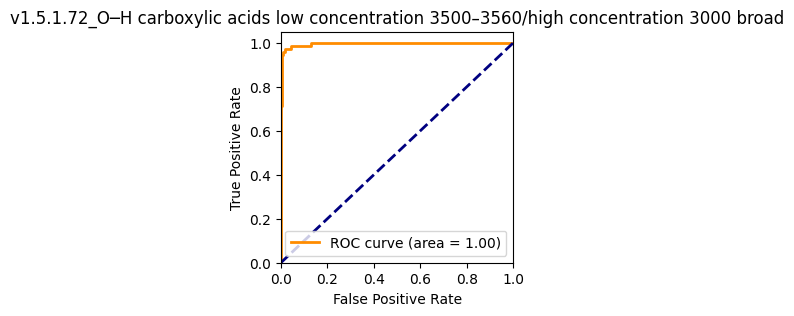 v1.5.1.72_O─H carboxylic acids low concentration 3500–3560/high concentration 3000 broad
1.0
0.8
0.6
0.4
0.2
0.0
True Positive Rate
ROC curve (area = 1.00)
0.0 0.2 0.4 0.6 0.8 1.0
False Positive Rate